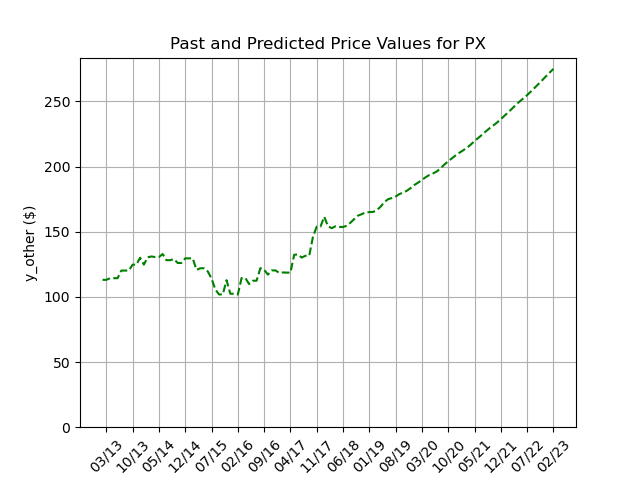 Past and Predicted Price Values for PX
y_other ($)
250
200
150
100
50
0
03/13 10/13 05/14 12/14 07/15 02/16 09/16 04/17 11/17 06/18 01/19 08/19 03/20 10/20 05/21 12/21 07/22 02/23